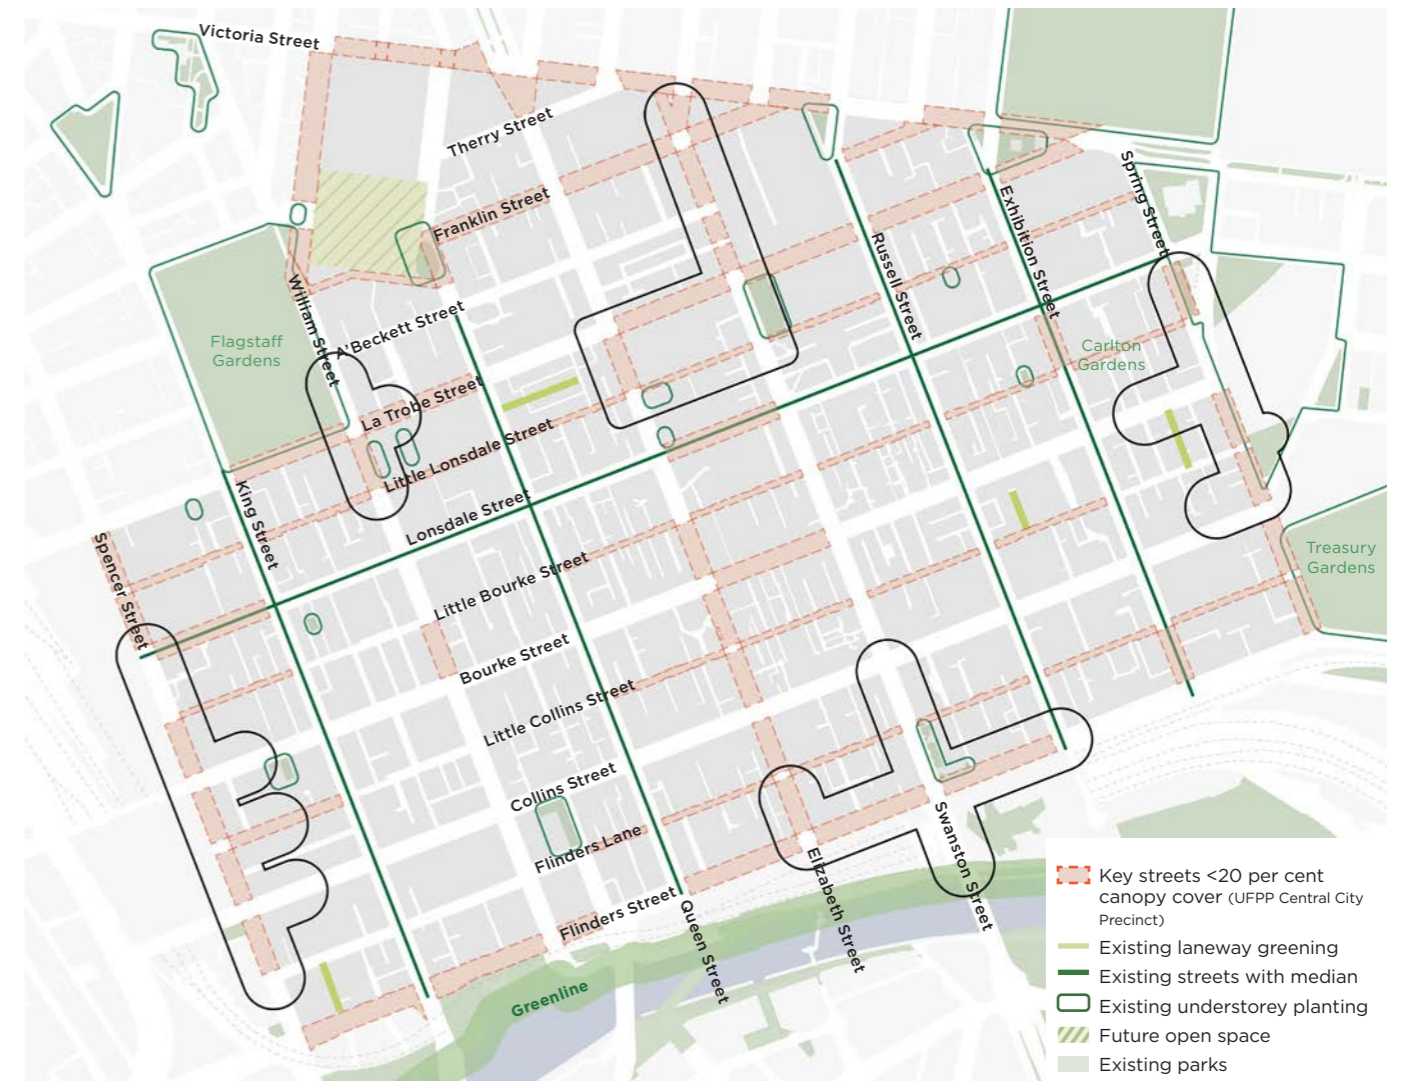 Victoria Street
Therry Street
Franklin Street
Spring Street
Exhibition Street
Russell Street
William Street
A'Beckett Street
Flagstaff
Gardens
Carlton
Gardens
La Trobe Street
Little Lonsdale Street
King Street
Lonsdale Street
Spencer Street
Treasury
Gardens
Little Bourke Street
Bourke Street
Little Collins Street
Collins Street
Flinders Lane
Flinders Street
Queen Street
Elizabeth Street
Swanston Street
Greenline
Key streets <20 per cent
canopy cover (UFPP Central City
Precinct)
Existing laneway greening
Existing streets with median
Existing understorey planting
Future open space
Existing parks